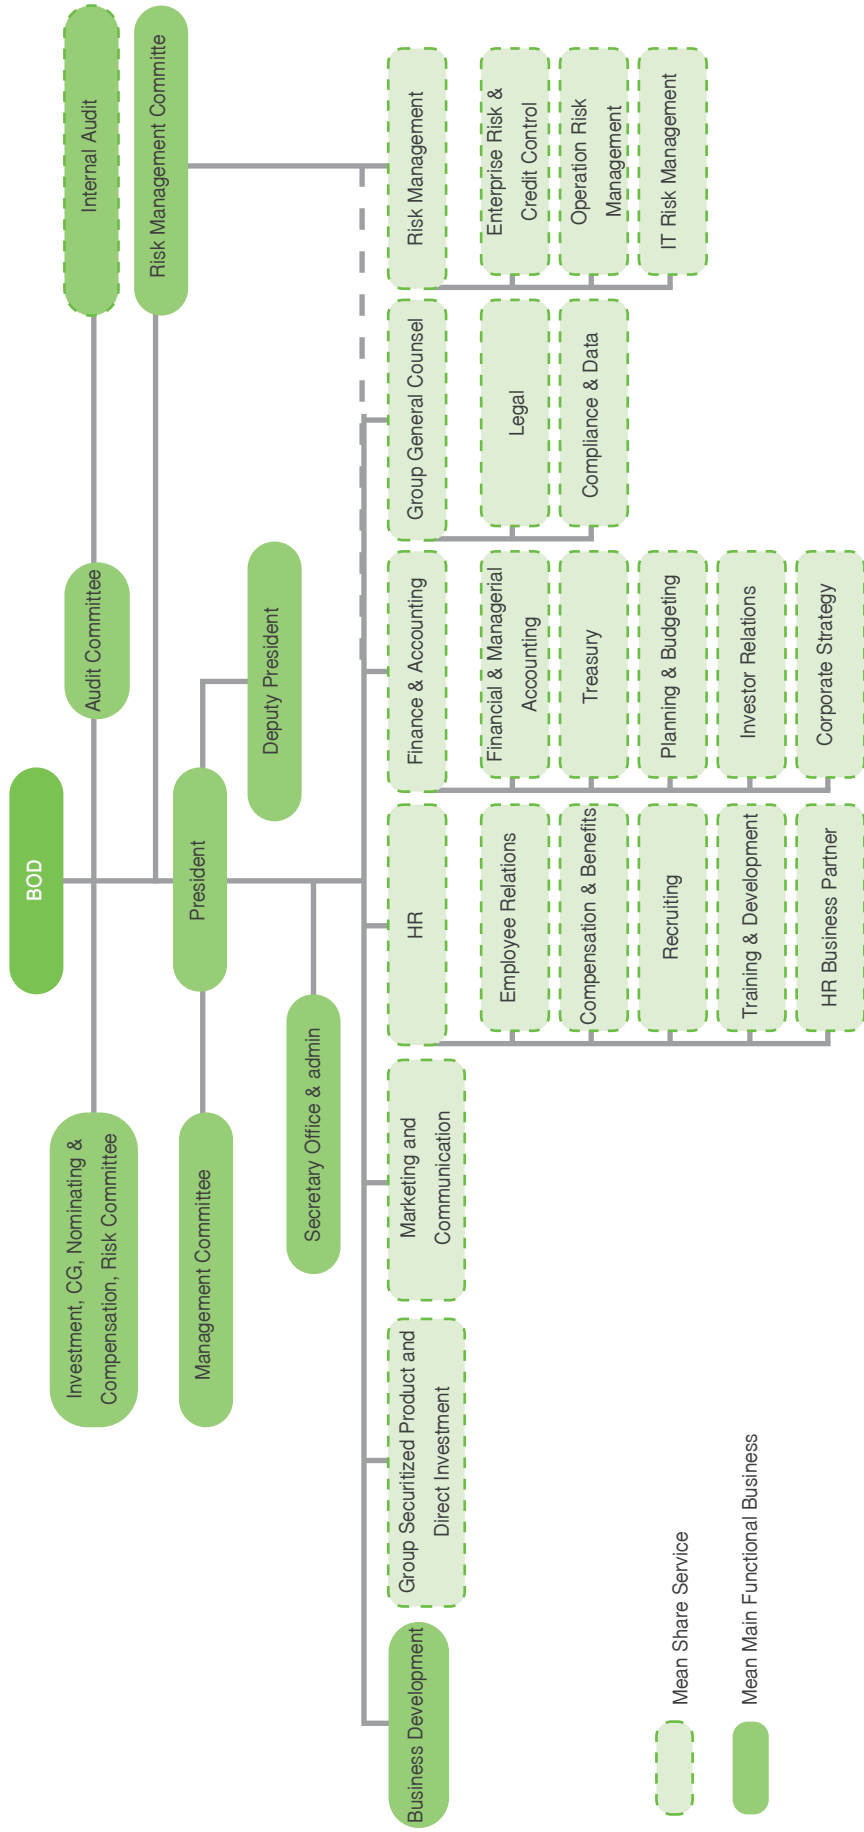 BOD
Investment, CG, Nominating &
Compensation, Risk Committee
Audit Committee
Internal Audit
Risk Management Committe
Management Committee
President
Deputy President
Secretary Office & admin
Business Development
Group Securitized Product and
Direct Investment
Marketing and
Communication
HR
Employee Relations
Compensation & Benefits
Recruiting
Training & Development
HR Business Partner
Finance & Accounting
Financial & Managerial
Accounting
Treasury
Planning & Budgeting
Investor Relations
Corporate Strategy
Group General Counsel
Legal
Compliance & Data
Risk Management
Enterprise Risk &
Credit Control
Operation Risk
Management
IT Risk Management
Mean Share Service
Mean Main Functional Business